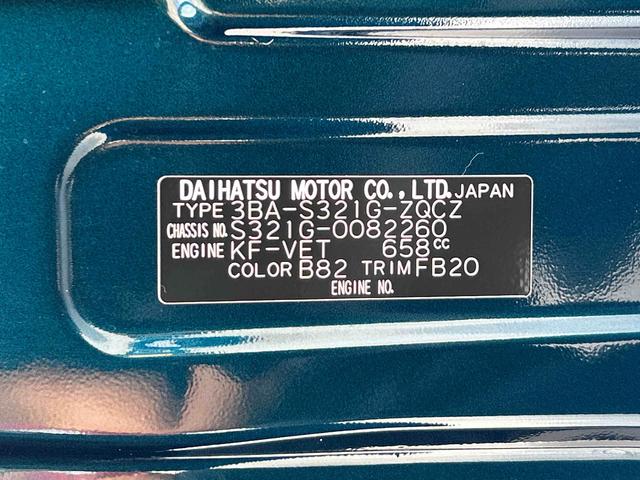 DAIHATSU MOTOR CO., LTD. JAPAN
TYPE 3BA-S321G-ZQCZ
CHASSIS NO. S321G-0082260
ENGINE KF-VET 658cc
COLOR B82 TRIM FB20
ENGINE NO.